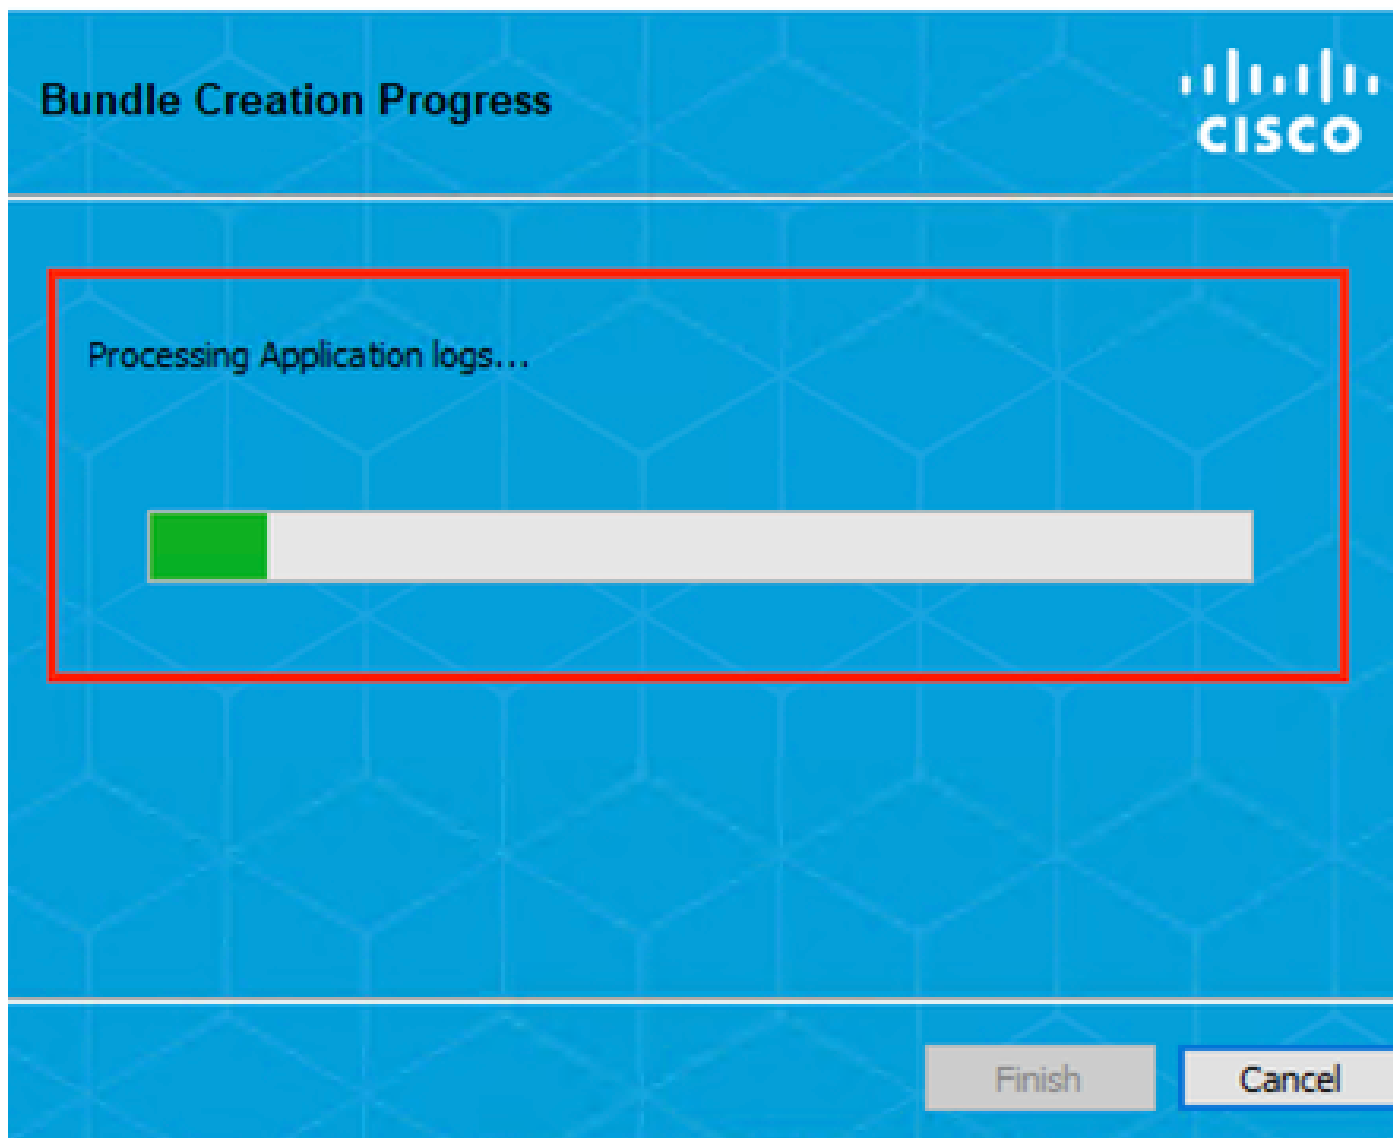 Bundle Creation Progress
CISCO
Processing Application logs...
Finish
Cancel